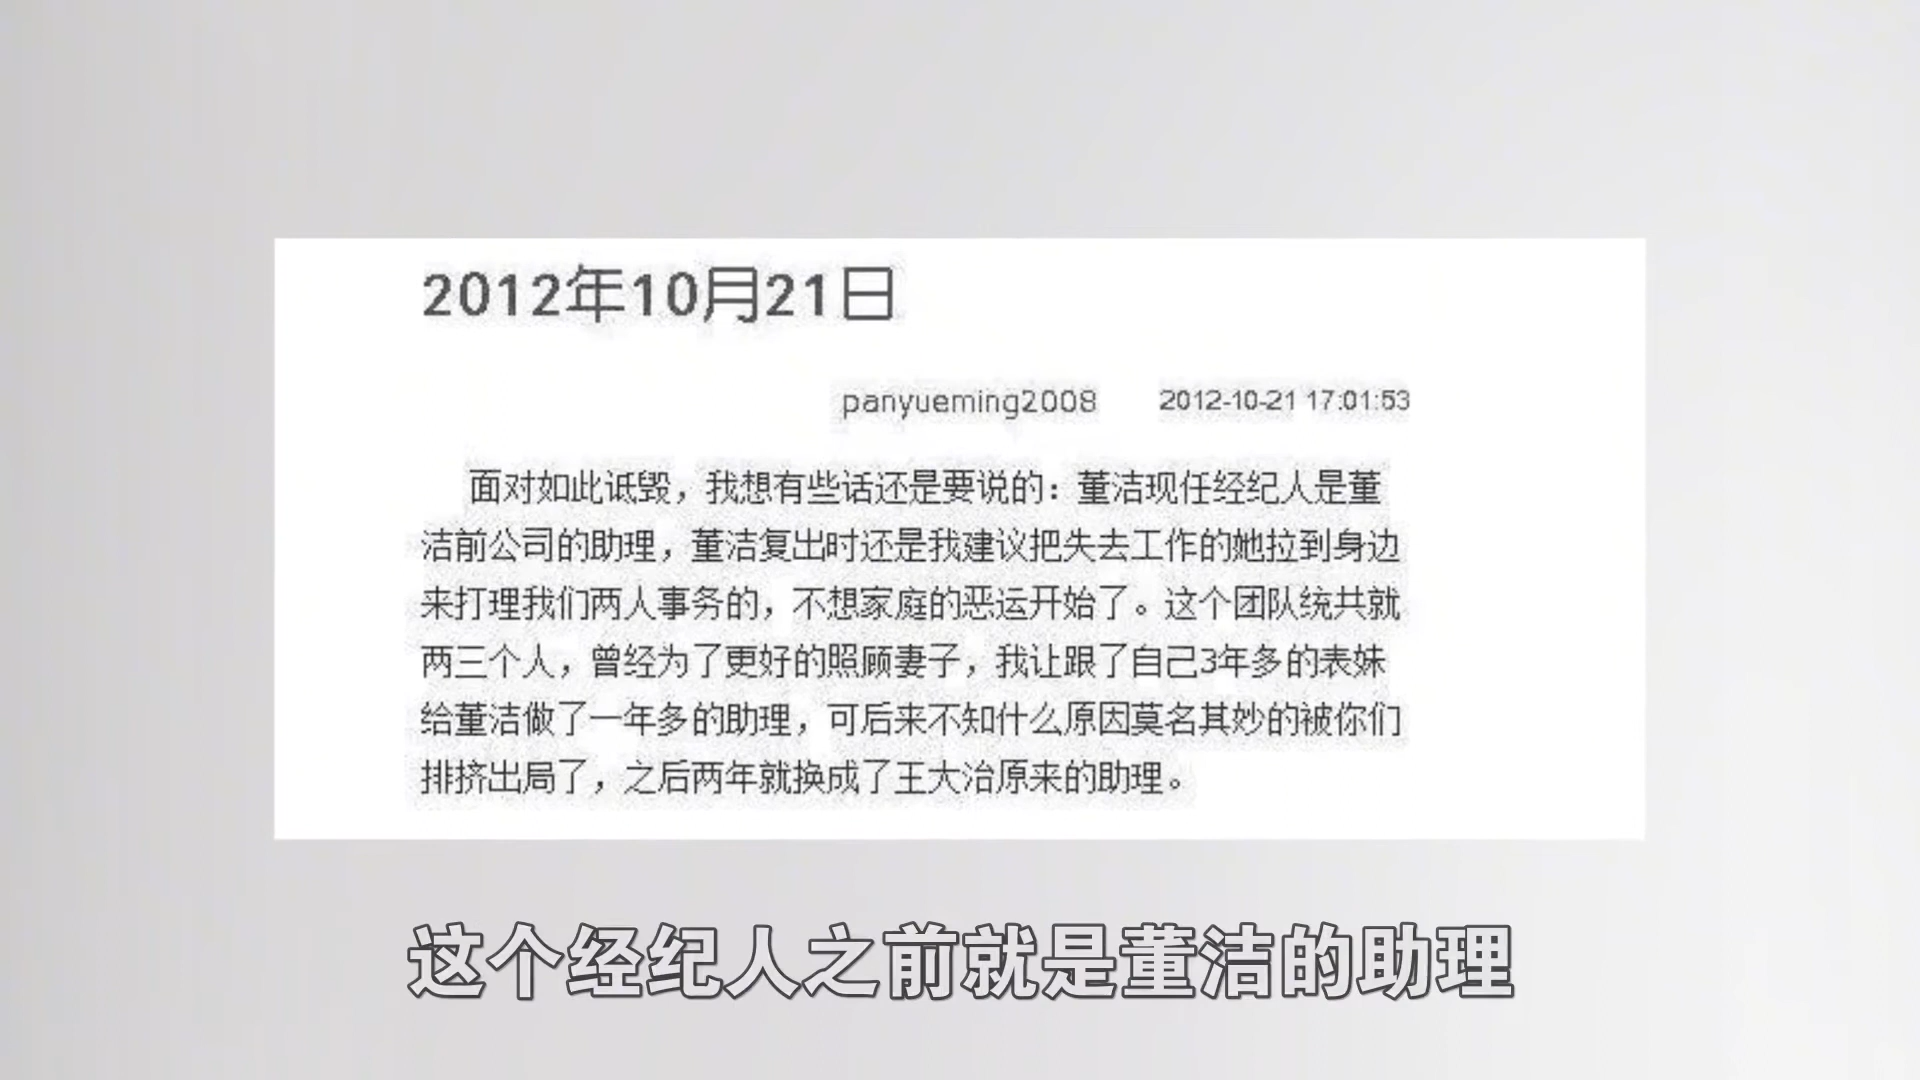 2012年10月21日
panyueming2008 2012-10-21 17:01:53
面对如此诋毁，我想有些话还是要说的：董洁现任经纪人是董
洁前公司的助理，董洁复出时还是我建议把失去工作的她拉到身边
来打理我们两人事务的，不想家庭的恶运开始了。这个团队统共就
两三个人，曾经为了更好的照顾妻子，我让跟了自己3年多的表妹
给董洁做了一年多的助理，可后来不知什么原因莫名其妙的被你们
排挤出局了，之后两年就换成了王大治原来的助理。
这个经纪人之前就是董洁的助理